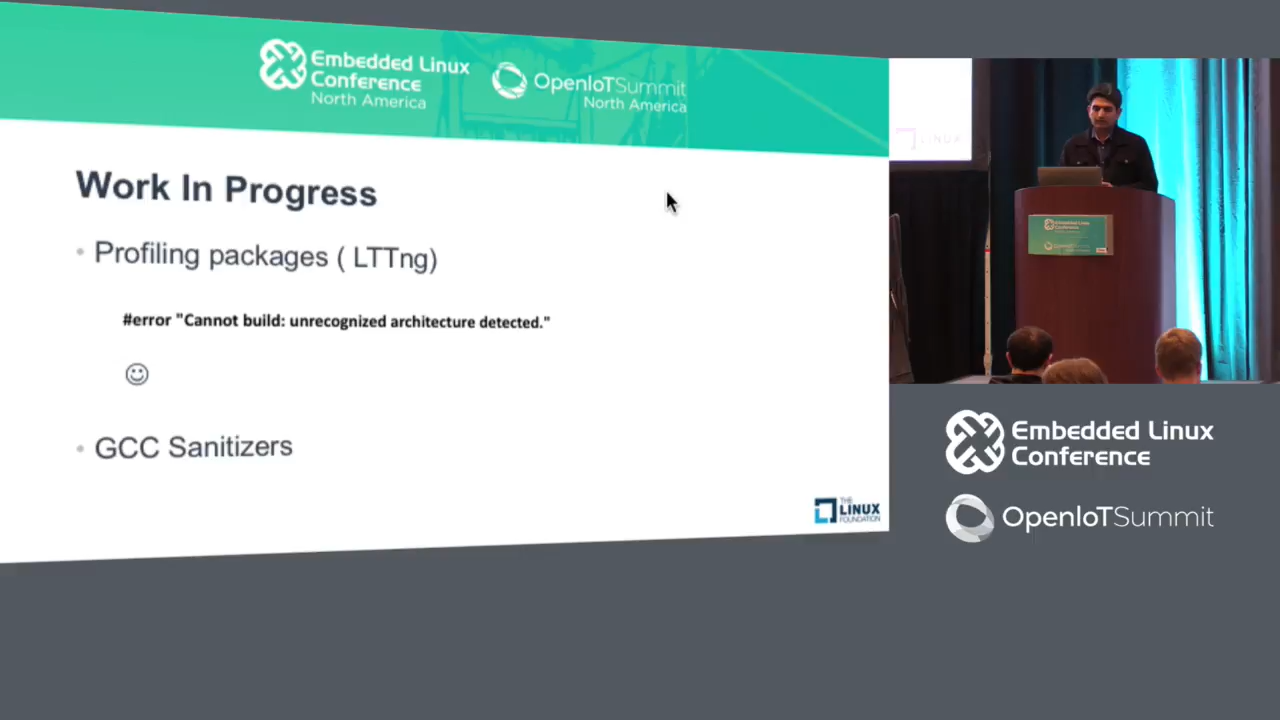 Embedded Linux
Conference
North America
OpenIoTSummit
North America
Work In Progress
• Profiling packages ( LTTng)
#error "Cannot build: unrecognized architecture detected."
☺
• GCC Sanitizers
THE
LINUX
FOUNDATION
LINUX
Embedded Linux
Conference
OpenIoTSummit